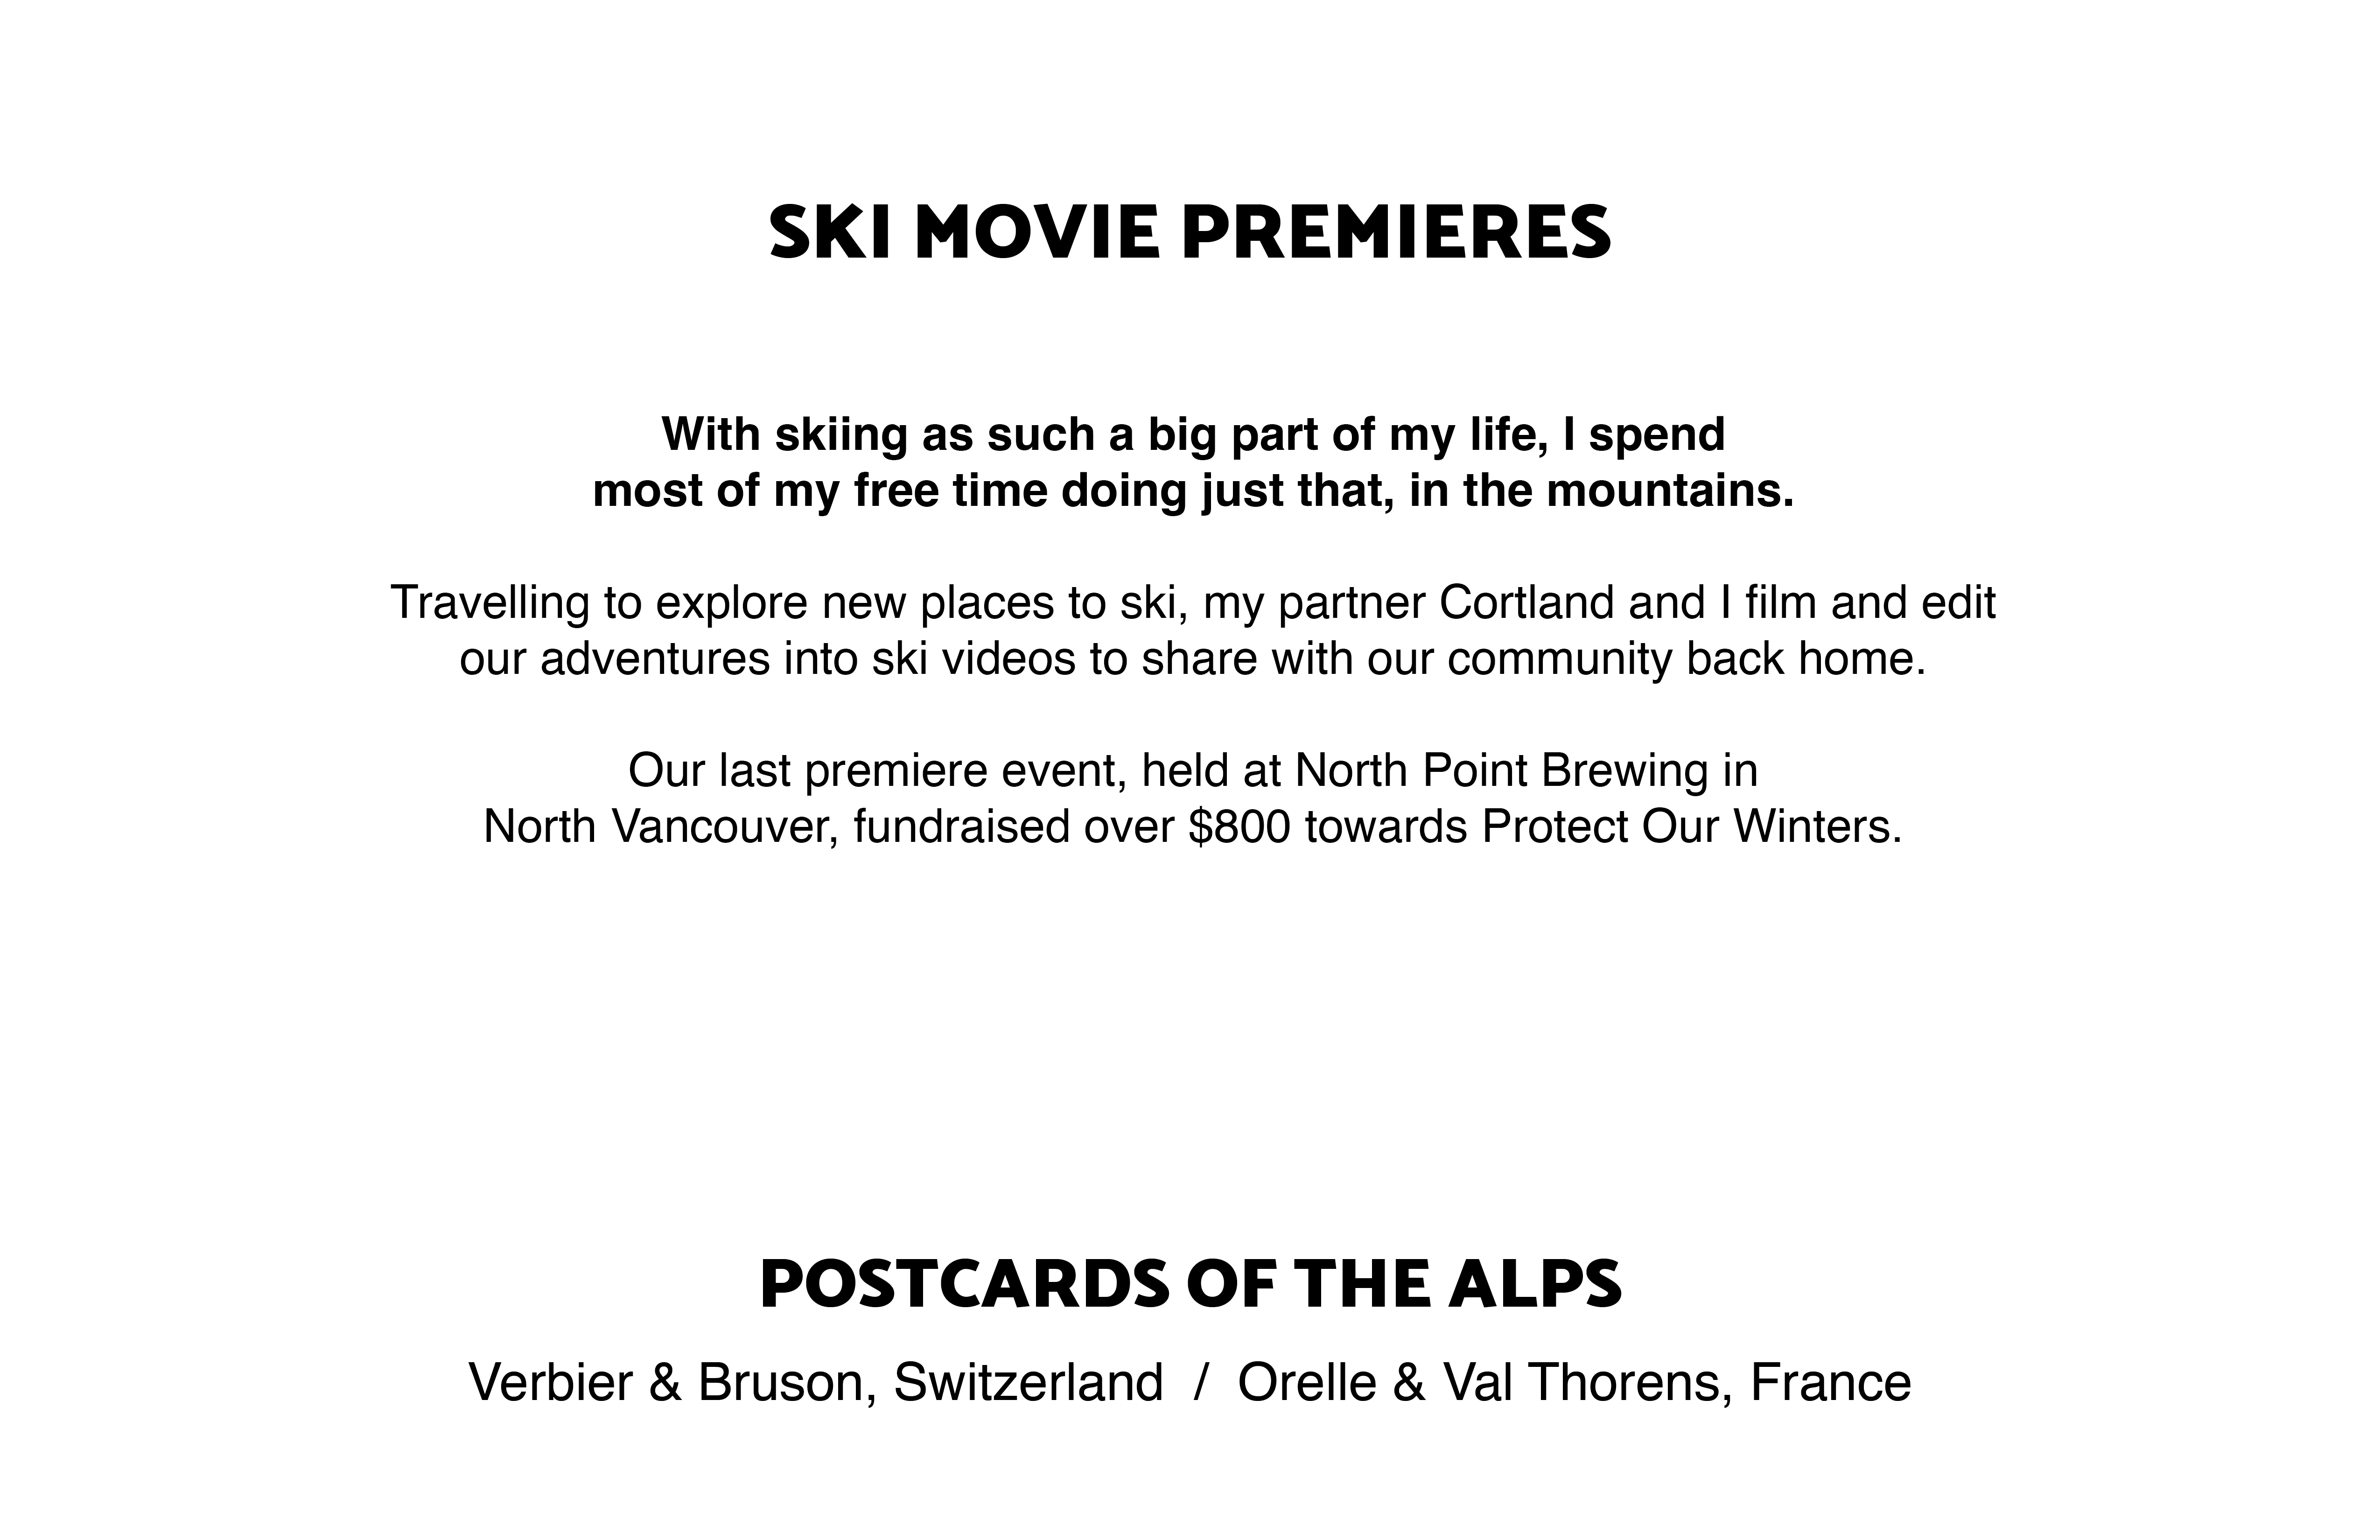 SKI MOVIE PREMIERES
With skiing as such a big part of my life, I spend
most of my free time doing just that, in the mountains.
Travelling to explore new places to ski, my partner Cortland and I film and edit
our adventures into ski videos to share with our community back home.
Our last premiere event, held at North Point Brewing in
North Vancouver, fundraised over $800 towards Protect Our Winters.
POSTCARDS OF THE ALPS
Verbier & Bruson, Switzerland / Orelle & Val Thorens, France